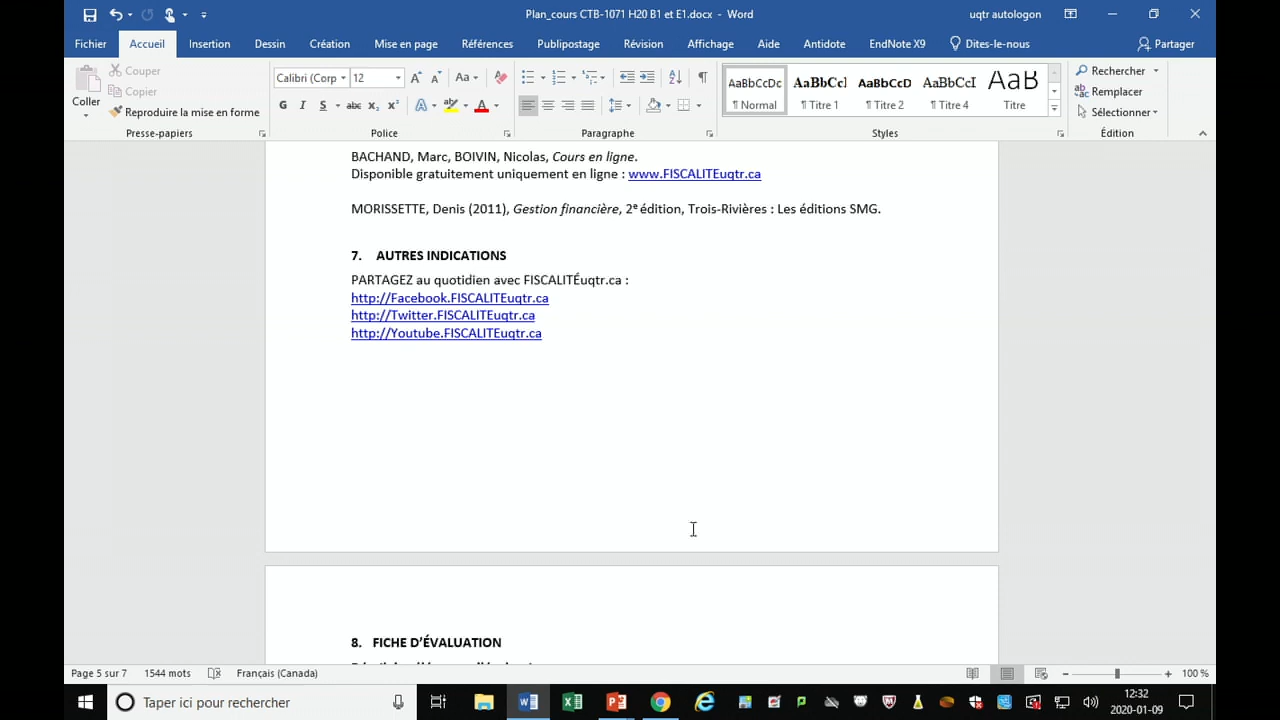 Plan_cours CTB-1071 H20 B1 et E1.docx - Word
uqtr autologon
Fichier Accueil Insertion Dessin Création Mise en page Références Publipostage Révision Affichage Aide Antidote EndNote X9 Dites-le-nous Partager
Coller
Couper
Copier
Reproduire la mise en forme
Presse-papiers
Calibri (Corp 12
Police
Paragraphe
AaBbCcDc AaBbCcI AaBbCcD AaBbCcI AaB
¶ Normal ¶ Titre 1 ¶ Titre 2 ¶ Titre 4 Titre
Styles
Rechercher
Remplacer
Sélectionner
Édition
BACHAND, Marc, BOIVIN, Nicolas, Cours en ligne.
Disponible gratuitement uniquement en ligne : www.FISCALITEuqtr.ca
MORISSETTE, Denis (2011), Gestion financière, 2e édition, Trois-Rivières : Les éditions SMG.
7. AUTRES INDICATIONS
PARTAGEZ au quotidien avec FISCALITÉuqtr.ca :
http://Facebook.FISCALITEuqtr.ca
http://Twitter.FISCALITEuqtr.ca
http://Youtube.FISCALITEuqtr.ca
8. FICHE D'ÉVALUATION
Page 5 sur 7 1544 mots Français (Canada) 100 %
Taper ici pour rechercher
12:32
2020-01-09